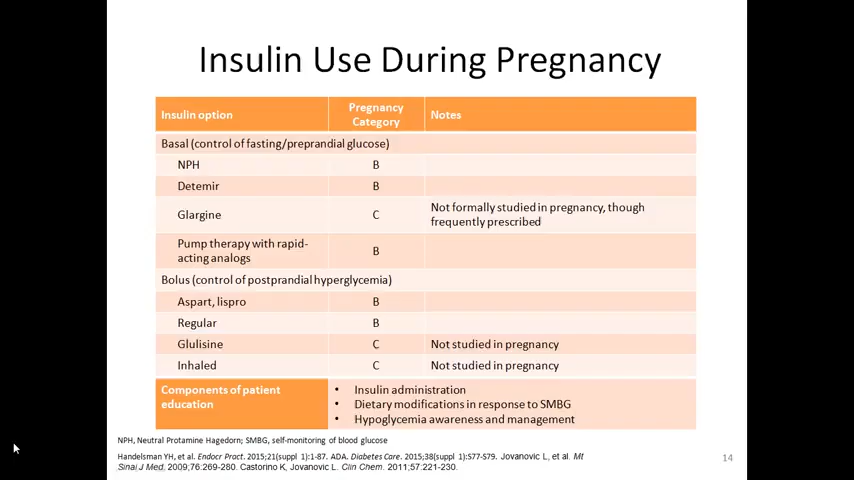 Insulin Use During Pregnancy
Insulin option
Pregnancy
Category
Notes
Basal (control of fasting/preprandial glucose)
NPH B
Detemir B
Glargine C Not formally studied in pregnancy, though
frequently prescribed
Pump therapy with rapid-
acting analogs B
Bolus (control of postprandial hyperglycemia)
Aspart, lispro B
Regular B
Glulisine C Not studied in pregnancy
Inhaled C Not studied in pregnancy
Components of patient
education
• Insulin administration
• Dietary modifications in response to SMBG
• Hypoglycemia awareness and management
NPH, Neutral Protamine Hagedorn; SMBG, self-monitoring of blood glucose
Handelsman YH, et al. Endocr Pract. 2015;21(suppl 1):1-87. ADA. Diabetes Care. 2015;38(suppl 1):S77-S79. Jovanovic L, et al. Mt
Sinai J Med. 2009;76:269-280. Castorino K, Jovanovic L. Clin Chem. 2011;57:221-230.
14